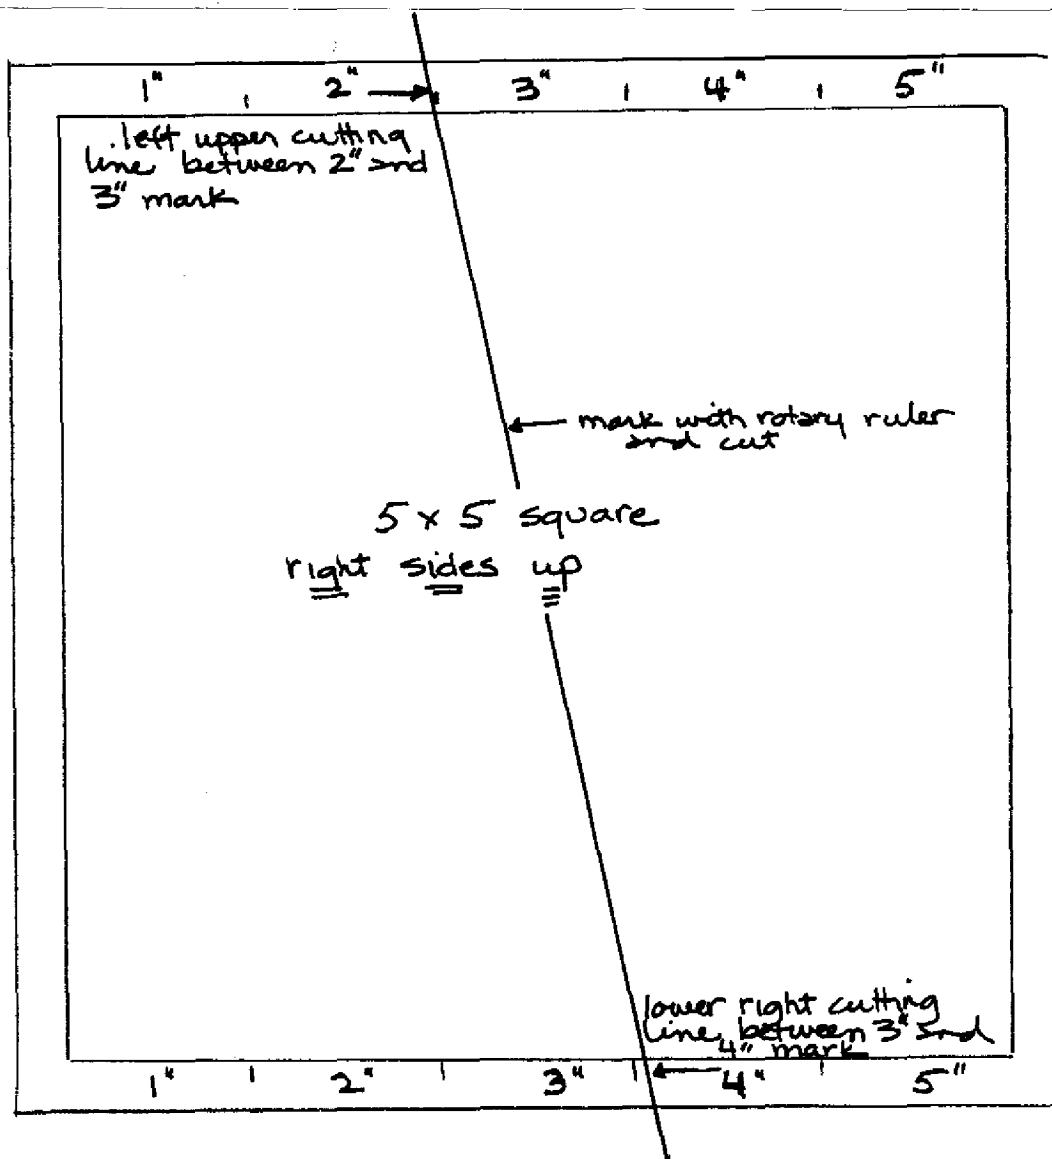 1" 2" 3" 4" 5"
left upper cutting
line between 2" and
3" mark
mark with rotary ruler
and cut
5 x 5 square
right sides up
lower right cutting
line, between 3" and
4" mark
1" 2" 3" 4" 5"